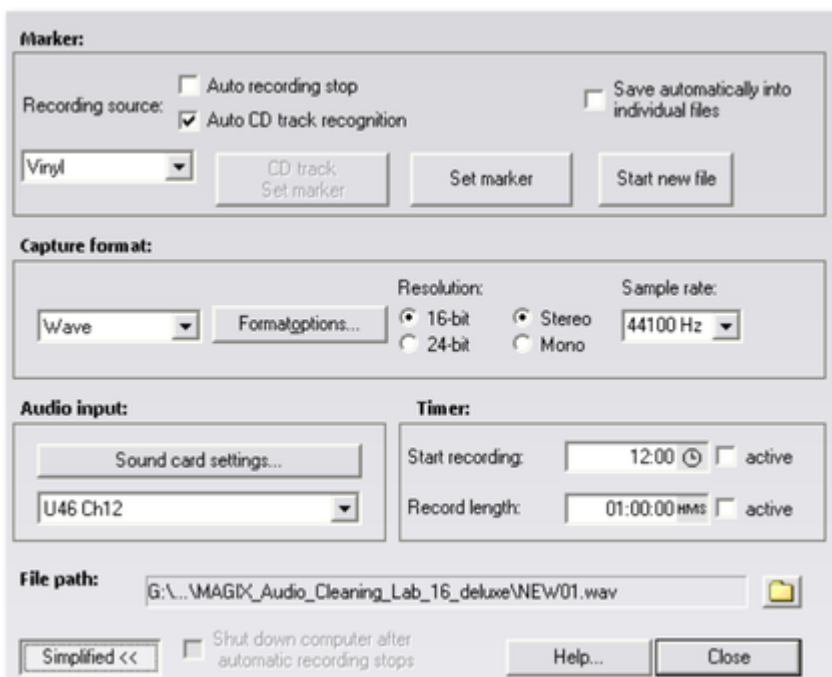 Marker:
Auto recording stop
Save automatically into
individual files
Recording source:
Auto CD track recognition
Vinyl
CD track
Set marker
Set marker
Start new file
Capture format:
Resolution:
Sample rate:
Wave
Formatoptions...
16-bit
Stereo
44100 Hz
24-bit
Mono
Audio input:
Timer:
Sound card settings...
Start recording:
12:00
active
U46 Ch12
Record length:
01:00:00 HMS
active
File path:
G:\...\MAGIX_Audio_Cleaning_Lab_16_deluxe\NEW01.wav
Simplified <<
Shut down computer after
automatic recording stops
Help...
Close